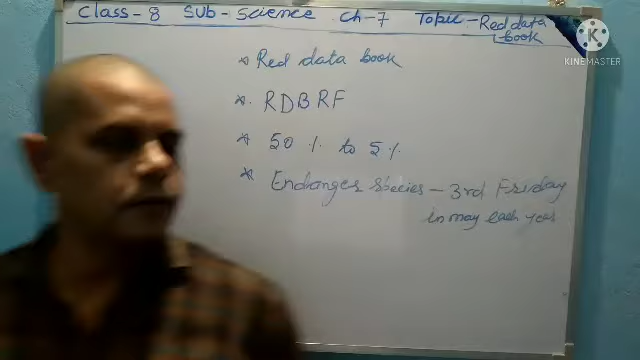 Class-8 Sub-Science Ch-7 Topic-Red data book
* Red data book
* RDBRF
* 50 % to 5 %
* Endanges species - 3rd Friday
in may each year
KINEMASTER